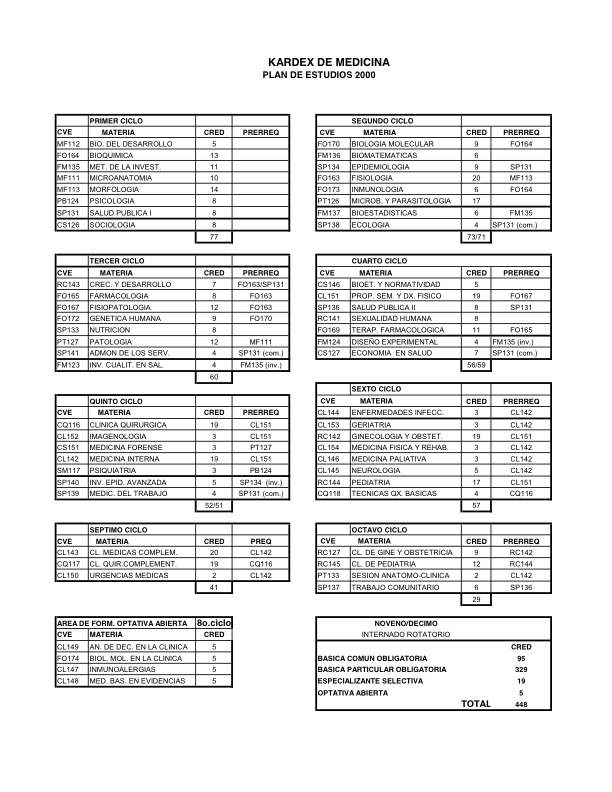 KARDEX DE MEDICINA
PLAN DE ESTUDIOS 2000
PRIMER CICLO
CVE MATERIA CRED PRERREQ
MF112 BIO. DEL DESARROLLO 5
FO164 BIOQUIMICA 13
FM135 MET. DE LA INVEST. 11
MF111 MICROANATOMIA 10
MF113 MORFOLOGIA 14
PB124 PSICOLOGIA 8
SP131 SALUD PUBLICA I 8
CS126 SOCIOLOGIA 8
77
SEGUNDO CICLO
CVE MATERIA CRED PRERREQ
FO170 BIOLOGIA MOLECULAR 9 FO164
FM136 BIOMATEMATICAS 6
SP134 EPIDEMIOLOGIA 9 SP131
FO163 FISIOLOGIA 20 MF113
FO173 INMUNOLOGIA 6 FO164
PT126 MICROB. Y PARASITOLOGIA 17
FM137 BIOESTADISTICAS 6 FM135
SP138 ECOLOGIA 4 SP131 (com.)
73/71
TERCER CICLO
CVE MATERIA CRED PRERREQ
RC143 CREC. Y DESARROLLO 7 FO163/SP131
FO165 FARMACOLOGIA 8 FO163
FO167 FISIOPATOLOGIA 12 FO163
FO172 GENETICA HUMANA 9 FO170
SP133 NUTRICION 8
PT127 PATOLOGIA 12 MF111
SP141 ADMON DE LOS SERV. 4 SP131 (com.)
FM123 INV. CUALIT. EN SAL. 4 FM135 (inv.)
60
CUARTO CICLO
CVE MATERIA CRED PRERREQ
CS146 BIOET. Y NORMATIVIDAD 5
CL151 PROP. SEM. Y DX. FISICO 19 FO167
SP136 SALUD PUBLICA II 8 SP131
RC141 SEXUALIDAD HUMANA 8
FO169 TERAP. FARMACOLOGICA 11 FO165
FM124 DISEÑO EXPERIMENTAL 4 FM135 (inv.)
CS127 ECONOMIA EN SALUD 7 SP131 (com.)
56/59
QUINTO CICLO
CVE MATERIA CRED PRERREQ
CQ116 CLINICA QUIRURGICA 19 CL151
CL152 IMAGENOLOGIA 3 CL151
CS151 MEDICINA FORENSE 3 PT127
CL142 MEDICINA INTERNA 19 CL151
SM117 PSIQUIATRIA 3 PB124
SP140 INV. EPID. AVANZADA 5 SP134 (inv.)
SP139 MEDIC. DEL TRABAJO 4 SP131 (com.)
52/51
SEXTO CICLO
CVE MATERIA CRED PRERREQ
CL144 ENFERMEDADES INFECC. 3 CL142
CL153 GERIATRIA 3 CL142
RC142 GINECOLOGIA Y OBSTET. 19 CL151
CL154 MEDICINA FISICA Y REHAB. 3 CL142
CL146 MEDICINA PALIATIVA 3 CL142
CL145 NEUROLOGIA 5 CL142
RC144 PEDIATRIA 17 CL151
CQ118 TECNICAS QX. BASICAS 4 CQ116
57
SEPTIMO CICLO
CVE MATERIA CRED PREQ
CL143 CL. MEDICAS COMPLEM. 20 CL142
CQ117 CL. QUIR.COMPLEMENT. 19 CQ116
CL150 URGENCIAS MEDICAS 2 CL142
41
OCTAVO CICLO
CVE MATERIA CRED PRERREQ
RC127 CL. DE GINE Y OBSTETRICIA 9 RC142
RC145 CL. DE PEDIATRIA 12 RC144
PT133 SESION ANATOMO-CLINICA 2 CL142
SP137 TRABAJO COMUNITARIO 6 SP136
29
AREA DE FORM. OPTATIVA ABIERTA 8o.ciclo
CVE MATERIA CRED
CL149 AN. DE DEC. EN LA CLINICA 5
FO174 BIOL. MOL. EN LA CLINICA 5
CL147 INMUNOALERGIAS 5
CL148 MED. BAS. EN EVIDENCIAS 5
NOVENO/DECIMO
INTERNADO ROTATORIO
CRED
BASICA COMUN OBLIGATORIA 95
BASICA PARTICULAR OBLIGATORIA 329
ESPECIALIZANTE SELECTIVA 19
OPTATIVA ABIERTA 5
TOTAL 448